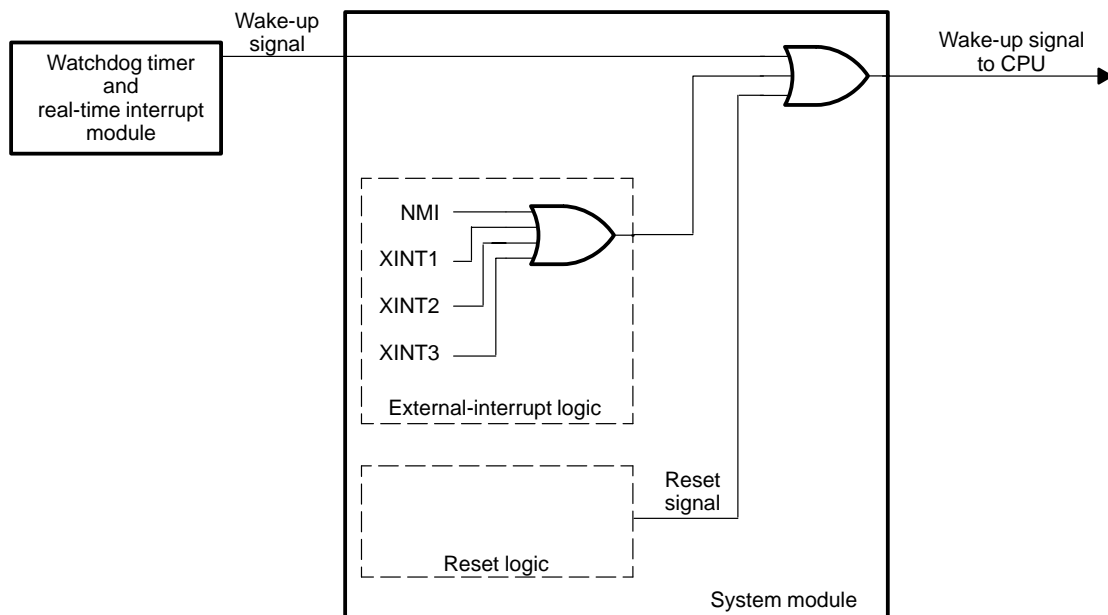 Wake-up
signal
Watchdog timer
and
real-time interrupt
module
Wake-up signal
to CPU
NMI
XINT1
XINT2
XINT3
External-interrupt logic
Reset
signal
Reset logic
System module